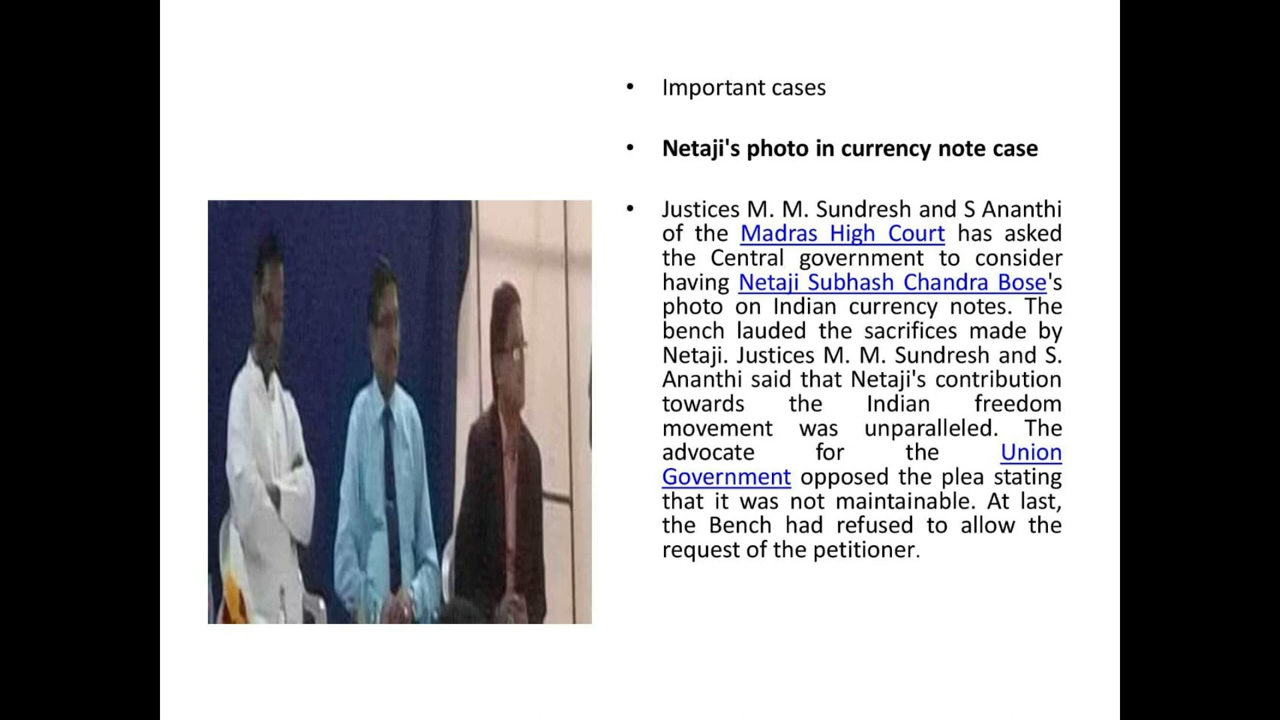 • Important cases
• Netaji's photo in currency note case
• Justices M. M. Sundresh and S Ananthi
of the Madras High Court has asked
the Central government to consider
having Netaji Subhash Chandra Bose's
photo on Indian currency notes. The
bench lauded the sacrifices made by
Netaji. Justices M. M. Sundresh and S.
Ananthi said that Netaji's contribution
towards the Indian freedom
movement was unparalleled. The
advocate for the Union
Government opposed the plea stating
that it was not maintainable. At last,
the Bench had refused to allow the
request of the petitioner.